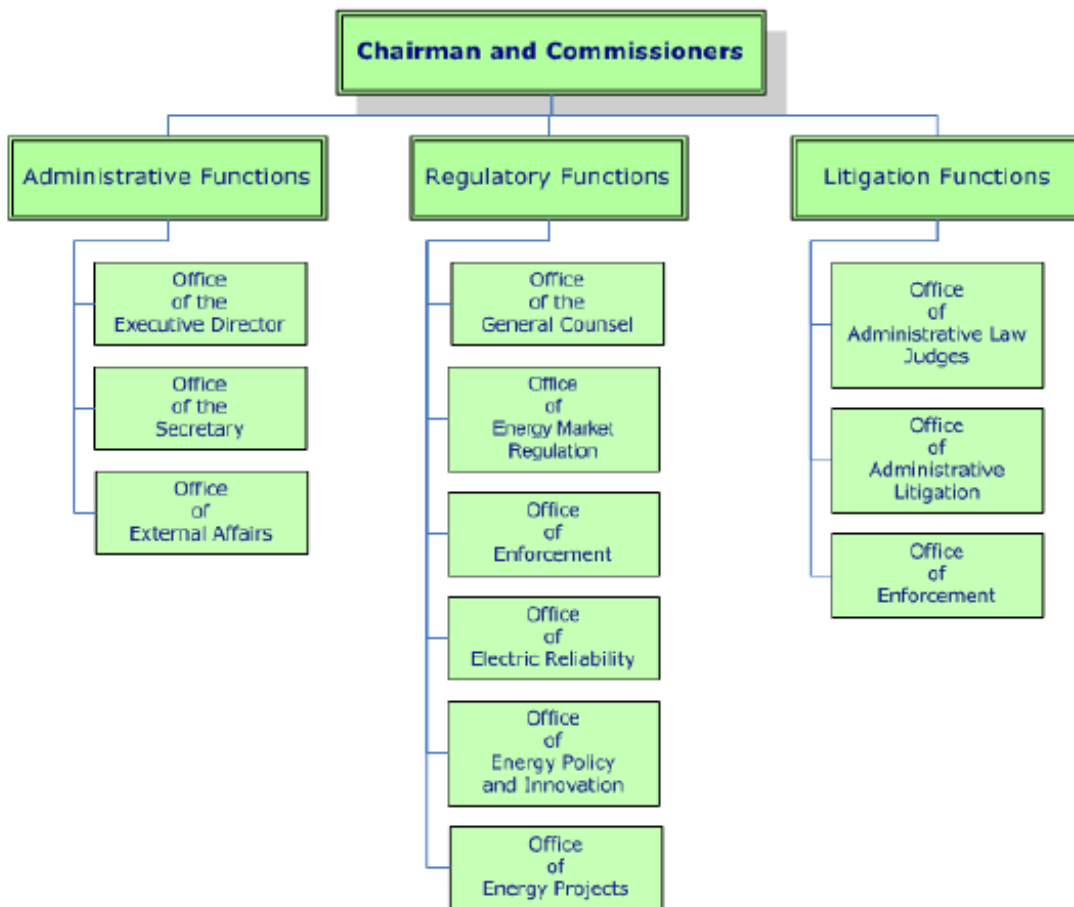 Chairman and Commissioners
Administrative Functions
Regulatory Functions
Litigation Functions
Office
of the
Executive Director
Office
of the
Secretary
Office
of
External Affairs
Office
of the
General Counsel
Office
of
Energy Market
Regulation
Office
of
Enforcement
Office
of
Electric Reliability
Office
of
Energy Policy
and Innovation
Office
of
Energy Projects
Office
of
Administrative Law
Judges
Office
of
Administrative
Litigation
Office
of
Enforcement